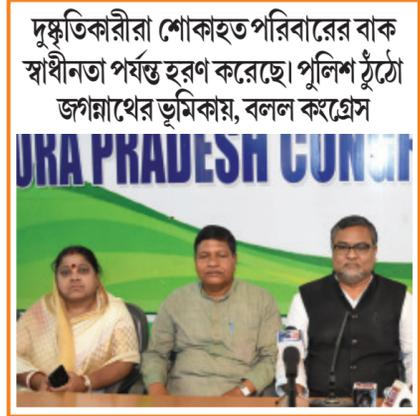 দুষ্কৃতিকারীরা শোকাহত পরিবারের বাক
স্বাধীনতা পর্যন্ত হরণ করেছে। পুলিশ ঠুঁটো
জগন্নাথের ভূমিকায়, বলল কংগ্রেস
URA PRADESH CONG